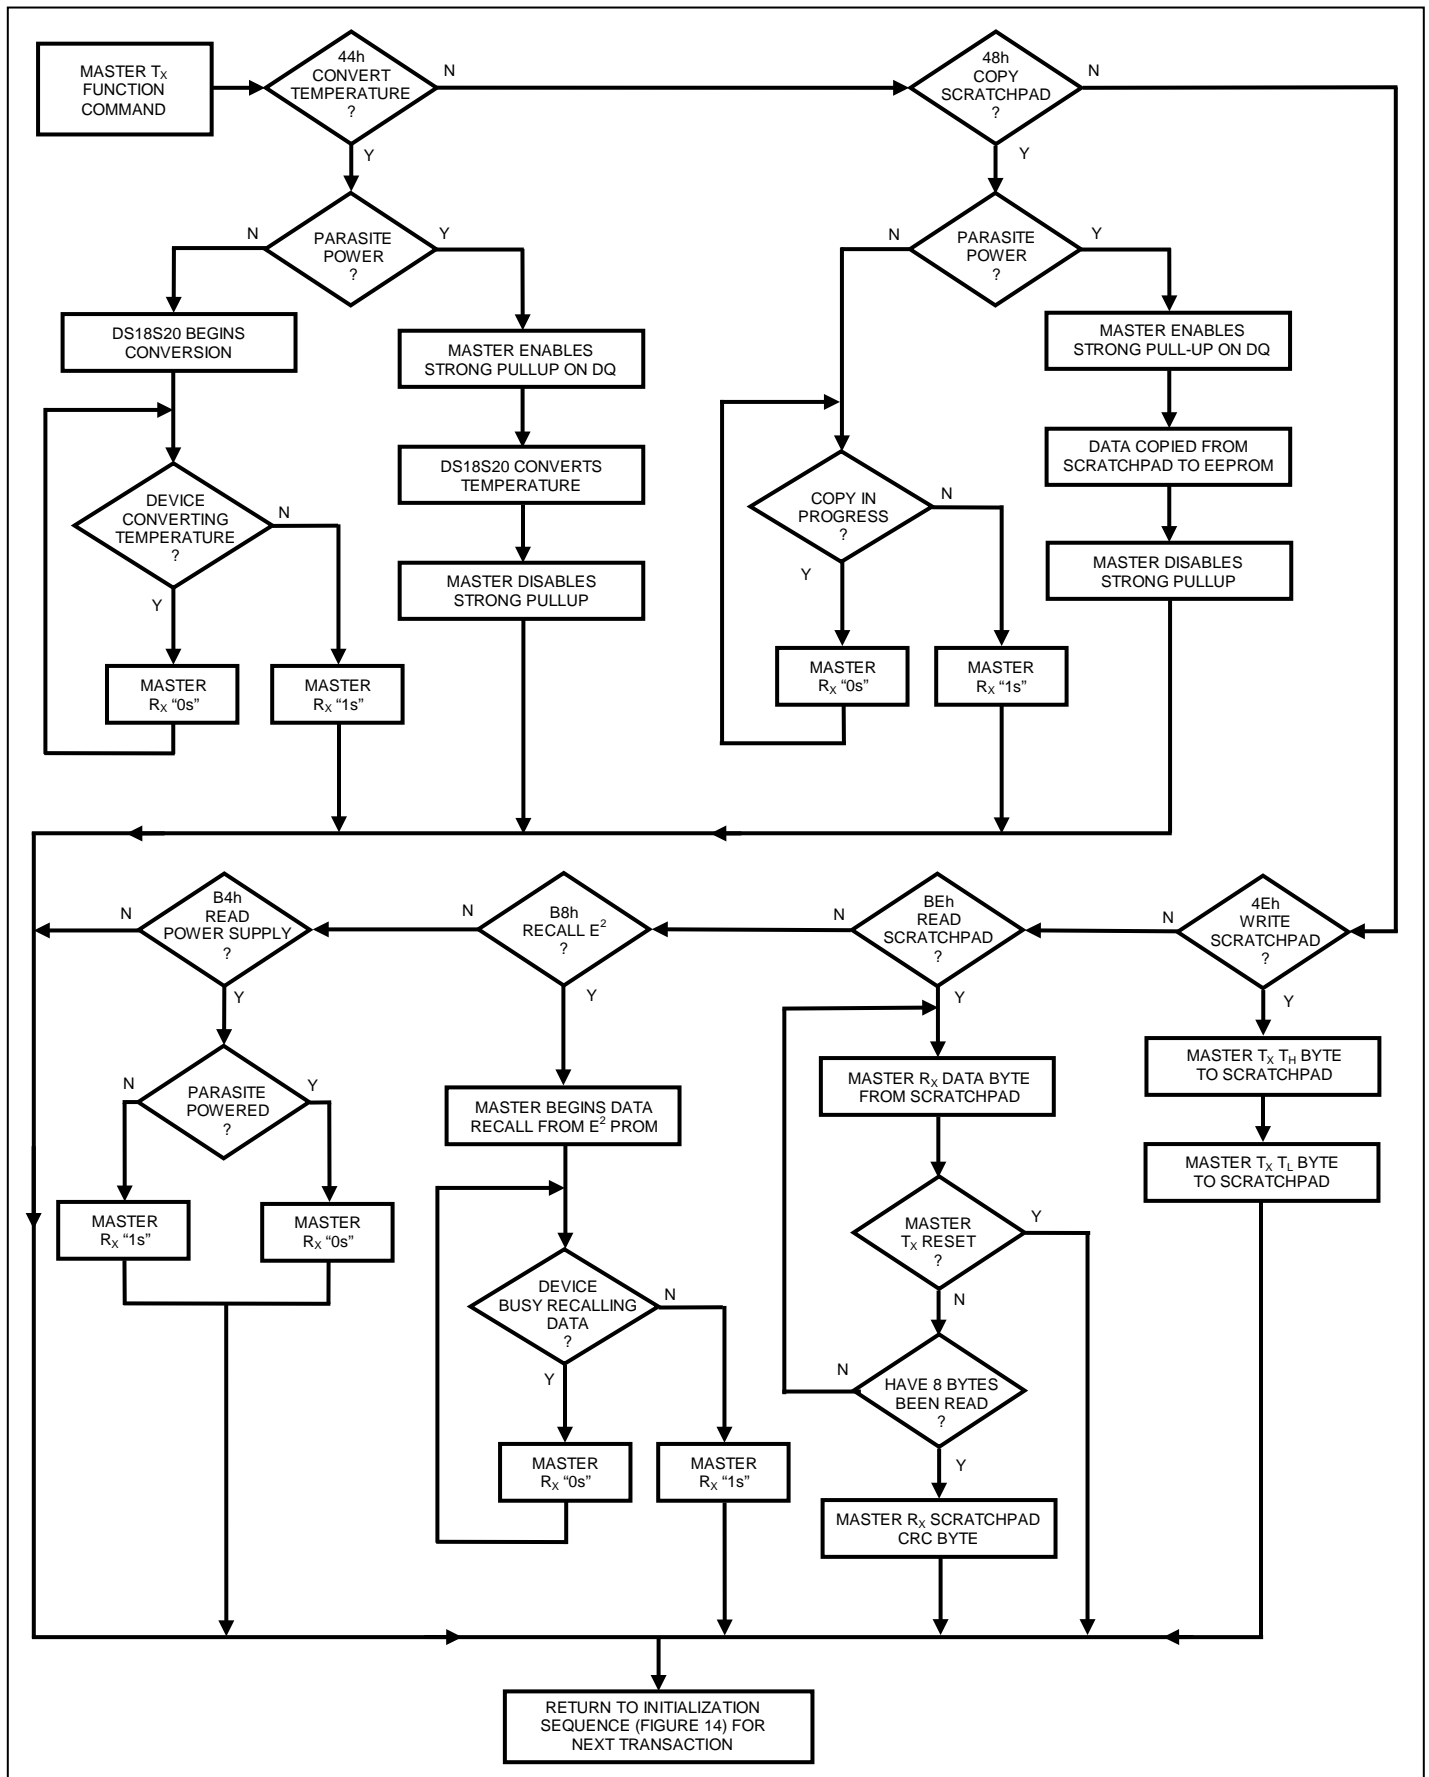 MASTER TX
FUNCTION
COMMAND
44h
CONVERT
TEMPERATURE
?
N
Y
48h
COPY
SCRATCHPAD
?
N
Y
PARASITE
POWER
?
N
Y
DS18S20 BEGINS
CONVERSION
MASTER ENABLES
STRONG PULLUP ON DQ
DS18S20 CONVERTS
TEMPERATURE
MASTER DISABLES
STRONG PULLUP
DEVICE
CONVERTING
TEMPERATURE
?
N
Y
MASTER
RX “0s”
MASTER
RX “1s”
PARASITE
POWER
?
N
Y
MASTER ENABLES
STRONG PULL-UP ON DQ
DATA COPIED FROM
SCRATCHPAD TO EEPROM
MASTER DISABLES
STRONG PULLUP
COPY IN
PROGRESS
?
N
Y
MASTER
RX “0s”
MASTER
RX “1s”
B4h
READ
POWER SUPPLY
?
N
Y
B8h
RECALL E2
?
N
Y
BEh
READ
SCRATCHPAD
?
N
Y
4Eh
WRITE
SCRATCHPAD
?
N
Y
PARASITE
POWERED
?
N
Y
MASTER
RX “1s”
MASTER
RX “0s”
MASTER BEGINS DATA
RECALL FROM E2 PROM
DEVICE
BUSY RECALLING
DATA
?
N
Y
MASTER
RX “0s”
MASTER
RX “1s”
MASTER RX DATA BYTE
FROM SCRATCHPAD
MASTER
TX RESET
?
Y
N
HAVE 8 BYTES
BEEN READ
?
N
Y
MASTER RX SCRATCHPAD
CRC BYTE
MASTER TX TH BYTE
TO SCRATCHPAD
MASTER TX TL BYTE
TO SCRATCHPAD
RETURN TO INITIALIZATION
SEQUENCE (FIGURE 14) FOR
NEXT TRANSACTION